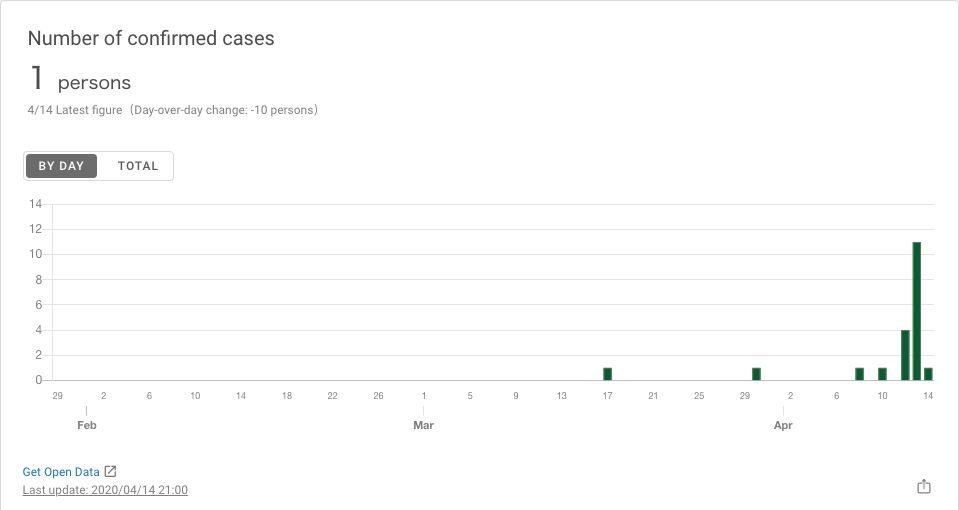 Number of confirmed cases
1 persons
4/14 Latest figure（Day-over-day change: -10 persons）
BY DAY TOTAL
14
12
10
8
6
4
2
0
29 2 6 10 14 18 22 26 1 5 9 13 17 21 25 29 2 6 10 14
Feb Mar Apr
Get Open Data
Last update: 2020/04/14 21:00